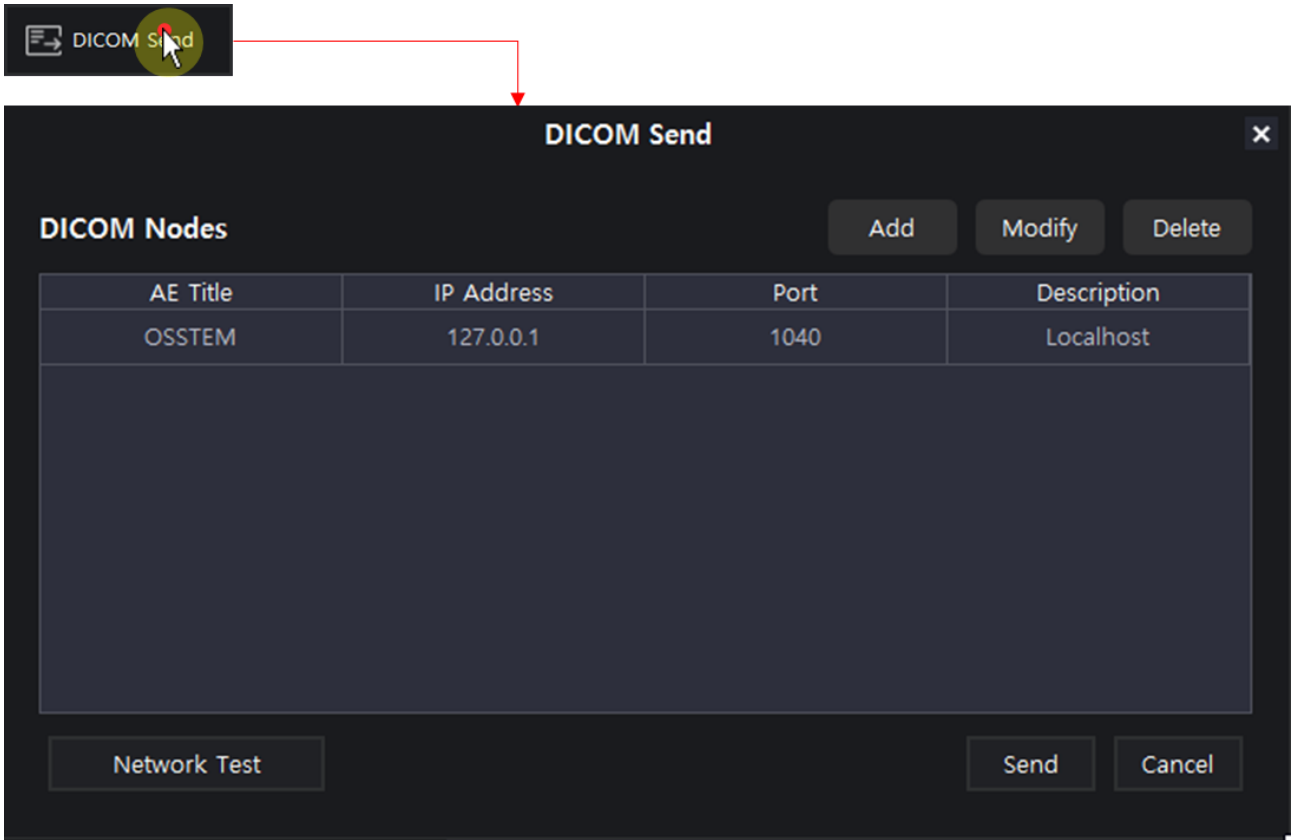 DICOM Send
DICOM Send
DICOM Nodes
Add Modify Delete
AE Title IP Address Port Description
OSSTEM 127.0.0.1 1040 Localhost
Network Test Send Cancel